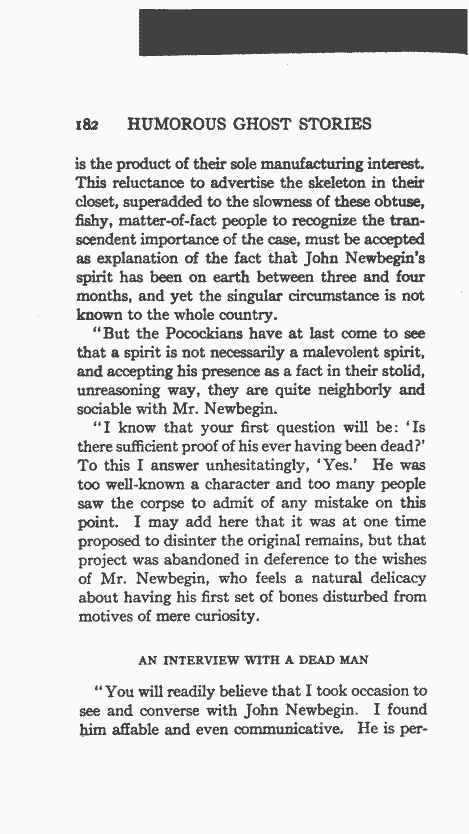 182 HUMOROUS GHOST STORIES
is the product of their sole manufacturing interest.
This reluctance to advertise the skeleton in their
closet, superadded to the slowness of these obtuse,
fishy, matter-of-fact people to recognize the tran-
scendent importance of the case, must be accepted
as explanation of the fact that John Newbegin's
spirit has been on earth between three and four
months, and yet the singular circumstance is not
known to the whole country.
"But the Pocockians have at last come to see
that a spirit is not necessarily a malevolent spirit,
and accepting his presence as a fact in their stolid,
unreasoning way, they are quite neighborly and
sociable with Mr. Newbegin.
"I know that your first question will be: 'Is
there sufficient proof of his ever having been dead?'
To this I answer unhesitatingly, 'Yes.' He was
too well-known a character and too many people
saw the corpse to admit of any mistake on this
point. I may add here that it was at one time
proposed to disinter the original remains, but that
project was abandoned in deference to the wishes
of Mr. Newbegin, who feels a natural delicacy
about having his first set of bones disturbed from
motives of mere curiosity.
AN INTERVIEW WITH A DEAD MAN
"You will readily believe that I took occasion to
see and converse with John Newbegin. I found
him affable and even communicative. He is per-